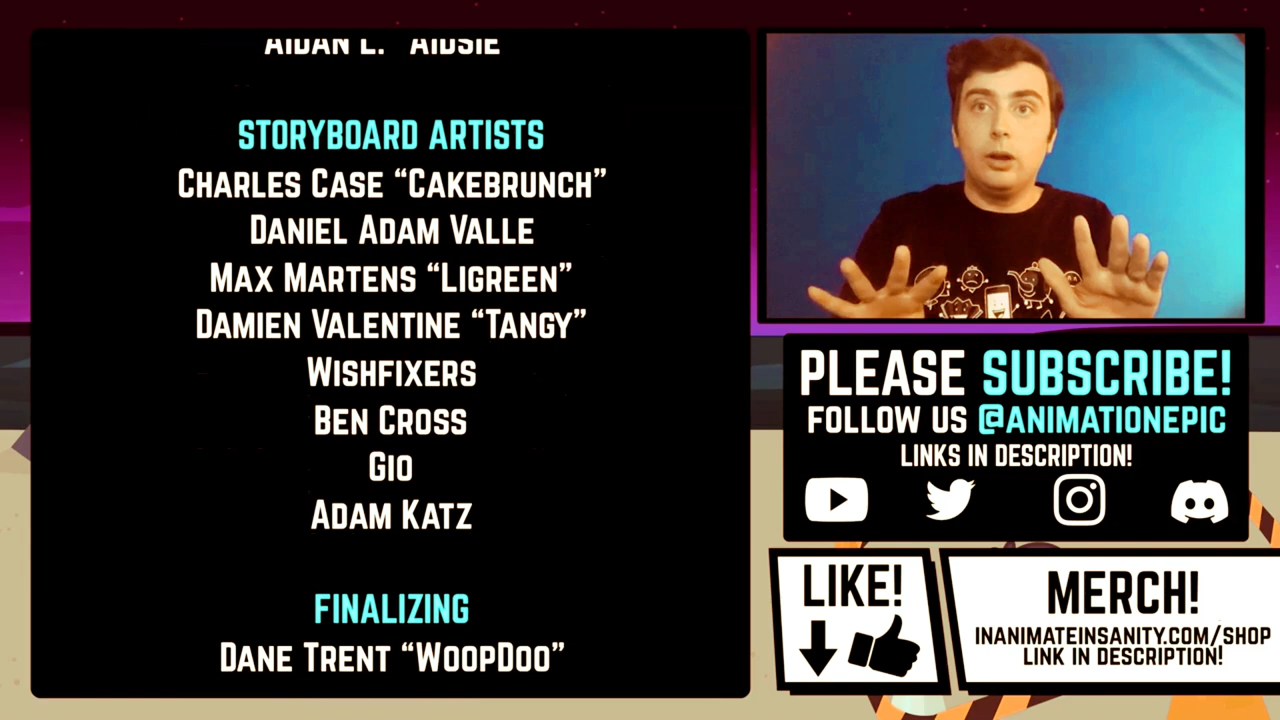 AIDAN L. "AIDSIE
STORYBOARD ARTISTS
CHARLES CASE “CAKEBRUNCH”
DANIEL ADAM VALLE
MAX MARTENS “LIGREEN”
DAMIEN VALENTINE “TANGY”
WISHFIXERS
BEN CROSS
GIO
ADAM KATZ
FINALIZING
DANE TRENT “WOOPDOO”
PLEASE SUBSCRIBE!
FOLLOW US @ANIMATIONEPIC
LINKS IN DESCRIPTION!
LIKE!
MERCH!
INANIMATEINSANITY.COM/SHOP
LINK IN DESCRIPTION!